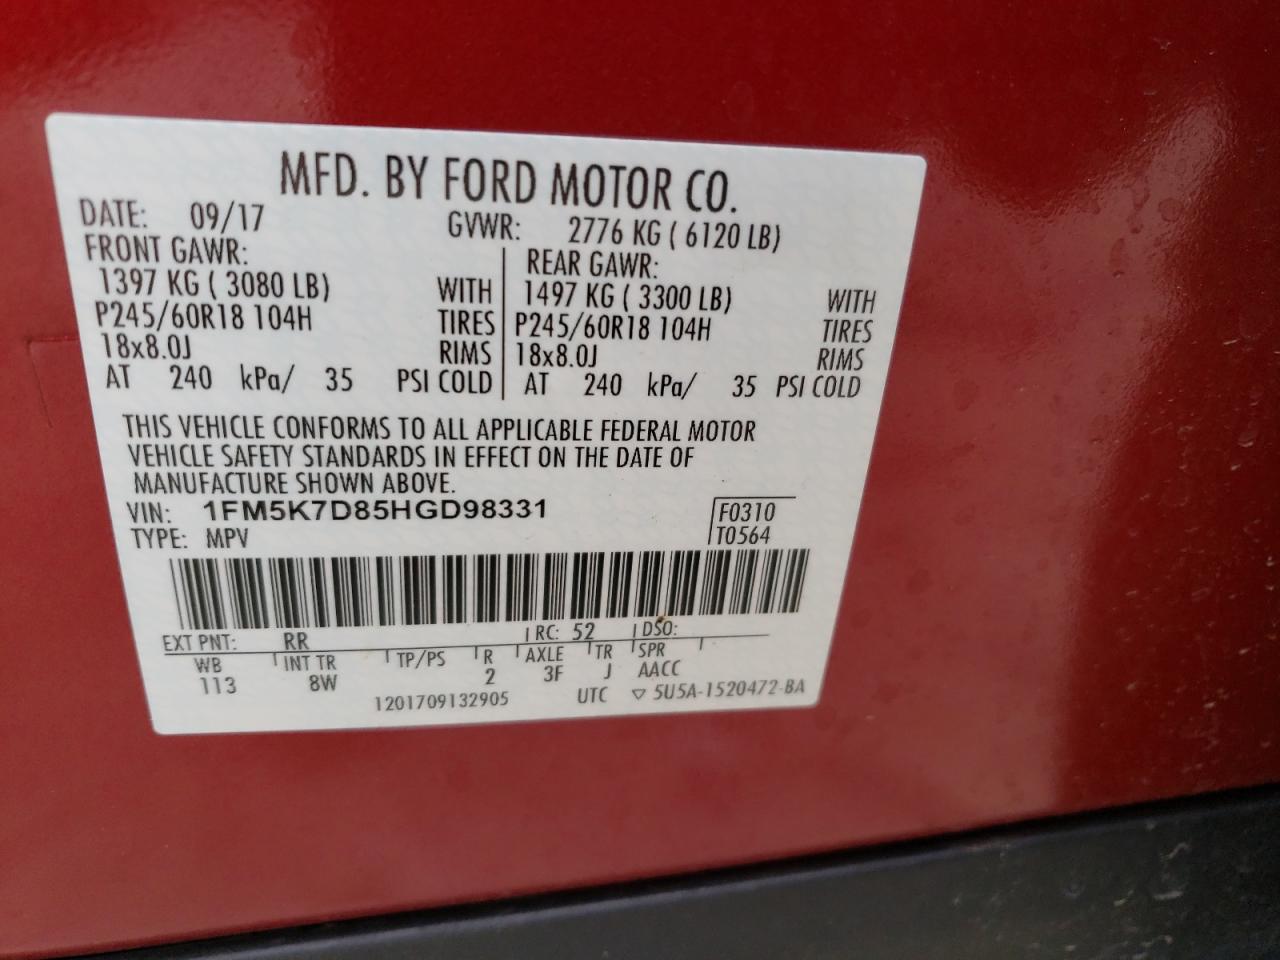 MFD. BY FORD MOTOR CO.
DATE: 09/17 GVWR: 2776 KG ( 6120 LB)
FRONT GAWR: REAR GAWR:
1397 KG ( 3080 LB) WITH 1497 KG ( 3300 LB) WITH
P245/60R18 104H TIRES P245/60R18 104H TIRES
18x8.0J RIMS 18x8.0J RIMS
AT 240 kPa/ 35 PSI COLD AT 240 kPa/ 35 PSI COLD
THIS VEHICLE CONFORMS TO ALL APPLICABLE FEDERAL MOTOR
VEHICLE SAFETY STANDARDS IN EFFECT ON THE DATE OF
MANUFACTURE SHOWN ABOVE.
VIN: 1FM5K7D85HGD98331 F0310
TYPE: MPV T0564
EXT PNT: RR RC: 52 DSO:
WB INT TR TP/PS R AXLE TR SPR
113 8W 2 3F J AACC
1201709132905 UTC ▽ 5U5A-1520472-BA